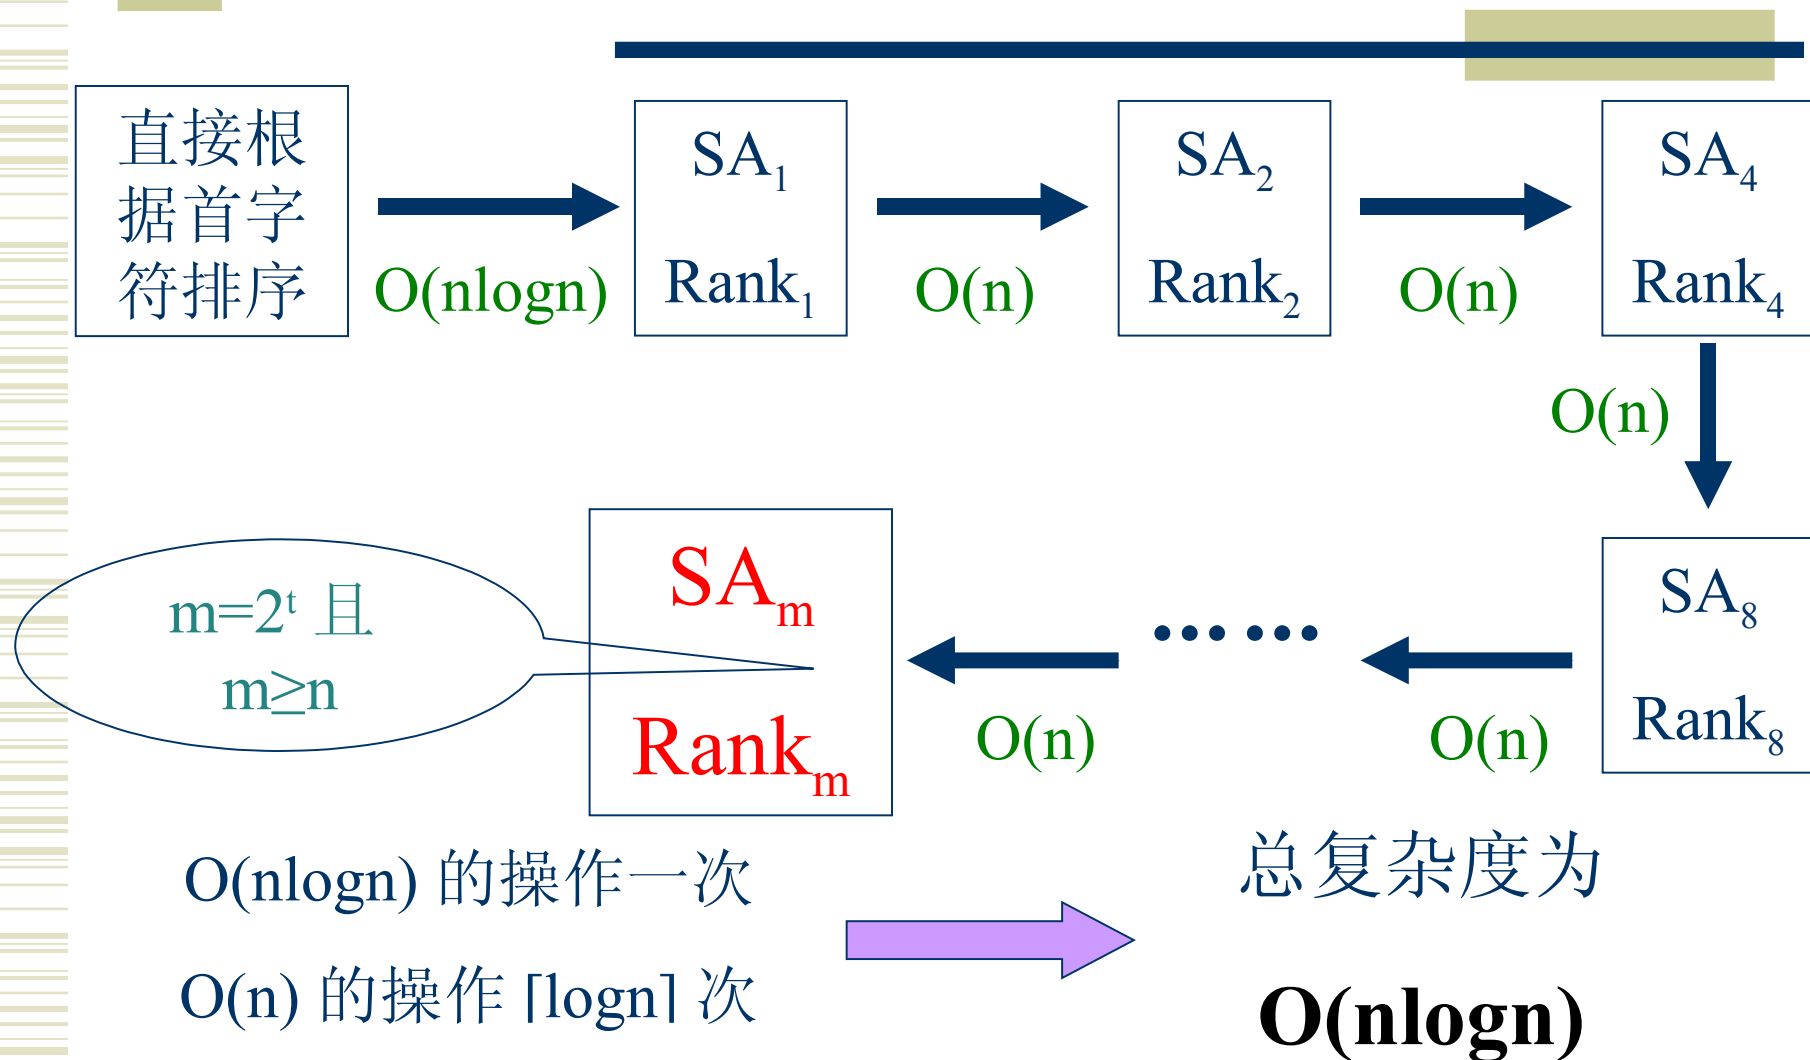 直接根
据首字
符排序
O(nlogn)
SA₁
Rank₁
O(n)
SA₂
Rank₂
O(n)
SA₄
Rank₄
O(n)
SA₈
Rank₈
O(n)
……
O(n)
SAₘ
Rankₘ
m=2ᵗ 且
m≥n
O(nlogn) 的操作一次
O(n) 的操作 ⌈logn⌉ 次
总复杂度为
O(nlogn)